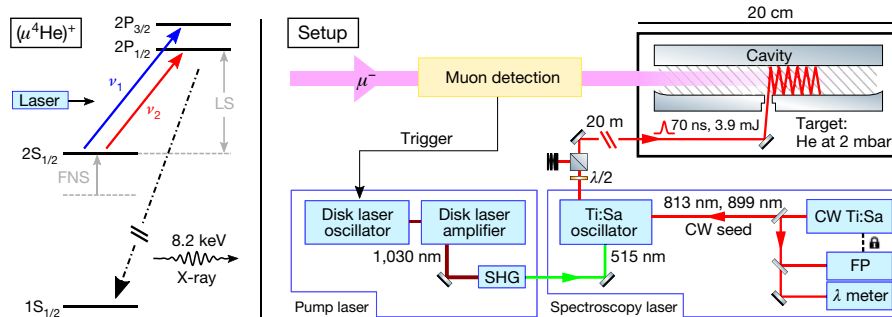 (μ⁴He)⁺
2P₃/₂
2P₁/₂
ν₁
ν₂
Laser
LS
2S₁/₂
FNS
8.2 keV
X-ray
1S₁/₂
Setup
20 cm
Cavity
μ⁻
Muon detection
Trigger
20 m
70 ns, 3.9 mJ
Target:
He at 2 mbar
λ/2
Disk laser
oscillator
Disk laser
amplifier
1,030 nm
SHG
515 nm
Ti:Sa
oscillator
813 nm, 899 nm
CW seed
CW Ti:Sa
FP
λ meter
Pump laser
Spectroscopy laser